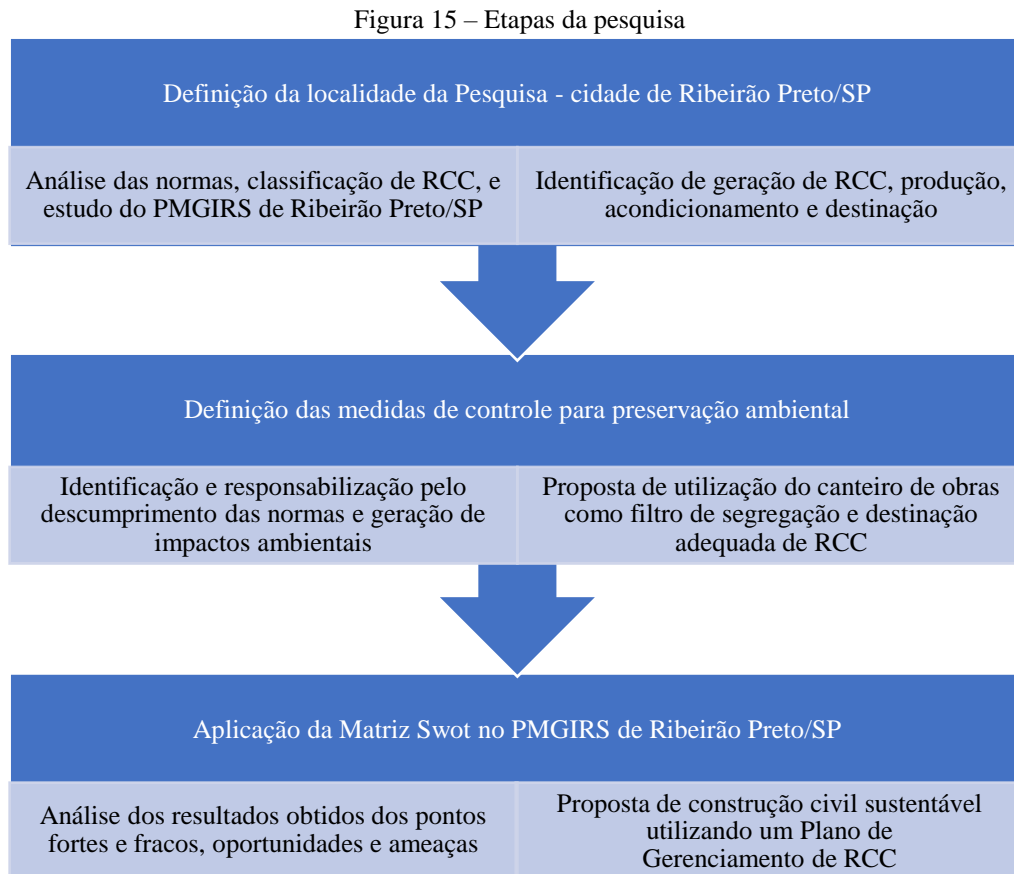 Figura 15 – Etapas da pesquisa
Definição da localidade da Pesquisa - cidade de Ribeirão Preto/SP
Análise das normas, classificação de RCC, e
estudo do PMGIRS de Ribeirão Preto/SP
Identificação de geração de RCC, produção,
acondicionamento e destinação
Definição das medidas de controle para preservação ambiental
Identificação e responsabilização pelo
descumprimento das normas e geração de
impactos ambientais
Proposta de utilização do canteiro de obras
como filtro de segregação e destinação
adequada de RCC
Aplicação da Matriz Swot no PMGIRS de Ribeirão Preto/SP
Análise dos resultados obtidos dos pontos
fortes e fracos, oportunidades e ameaças
Proposta de construção civil sustentável
utilizando um Plano de
Gerenciamento de RCC